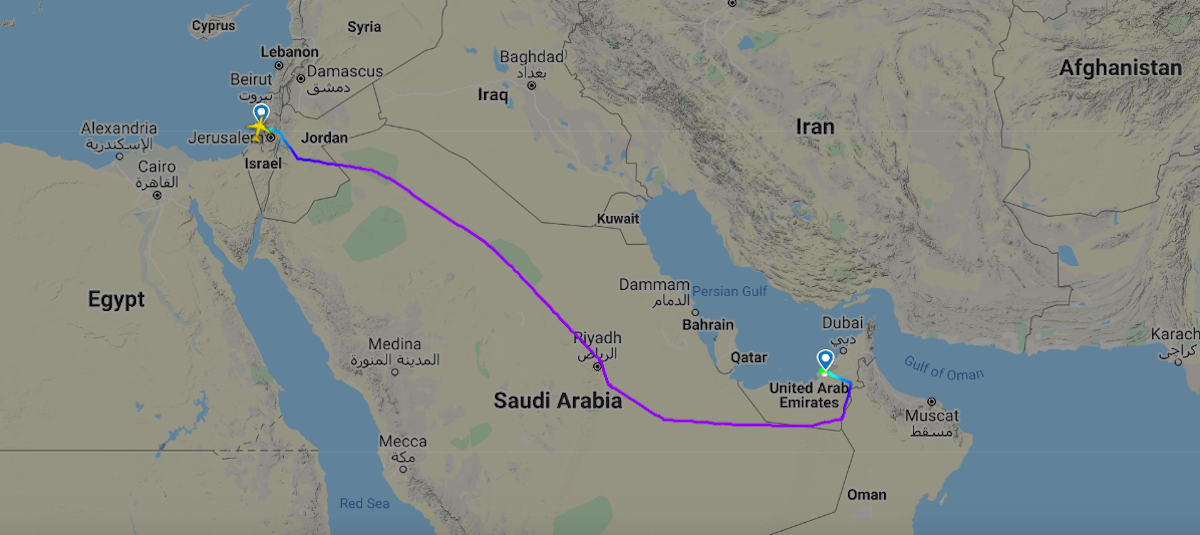 Cyprus
Syria
Lebanon
Beirut
بيروت
Damascus
دمشق
Baghdad
بغداد
Iraq
Afghanistan
Iran
Alexandria
الإسكندرية
Jerusalem
Jordan
Israel
Cairo
القاهرة
Kuwait
Egypt
Dammam
الدمام
Persian Gulf
Bahrain
Dubai
دبي
Medina
المدينة المنورة
Riyadh
الرياض
Qatar
United Arab
Emirates
Gulf of Oman
Karach
كراچی
Saudi Arabia
Muscat
مسقط
Mecca
مكة
Red Sea
Oman